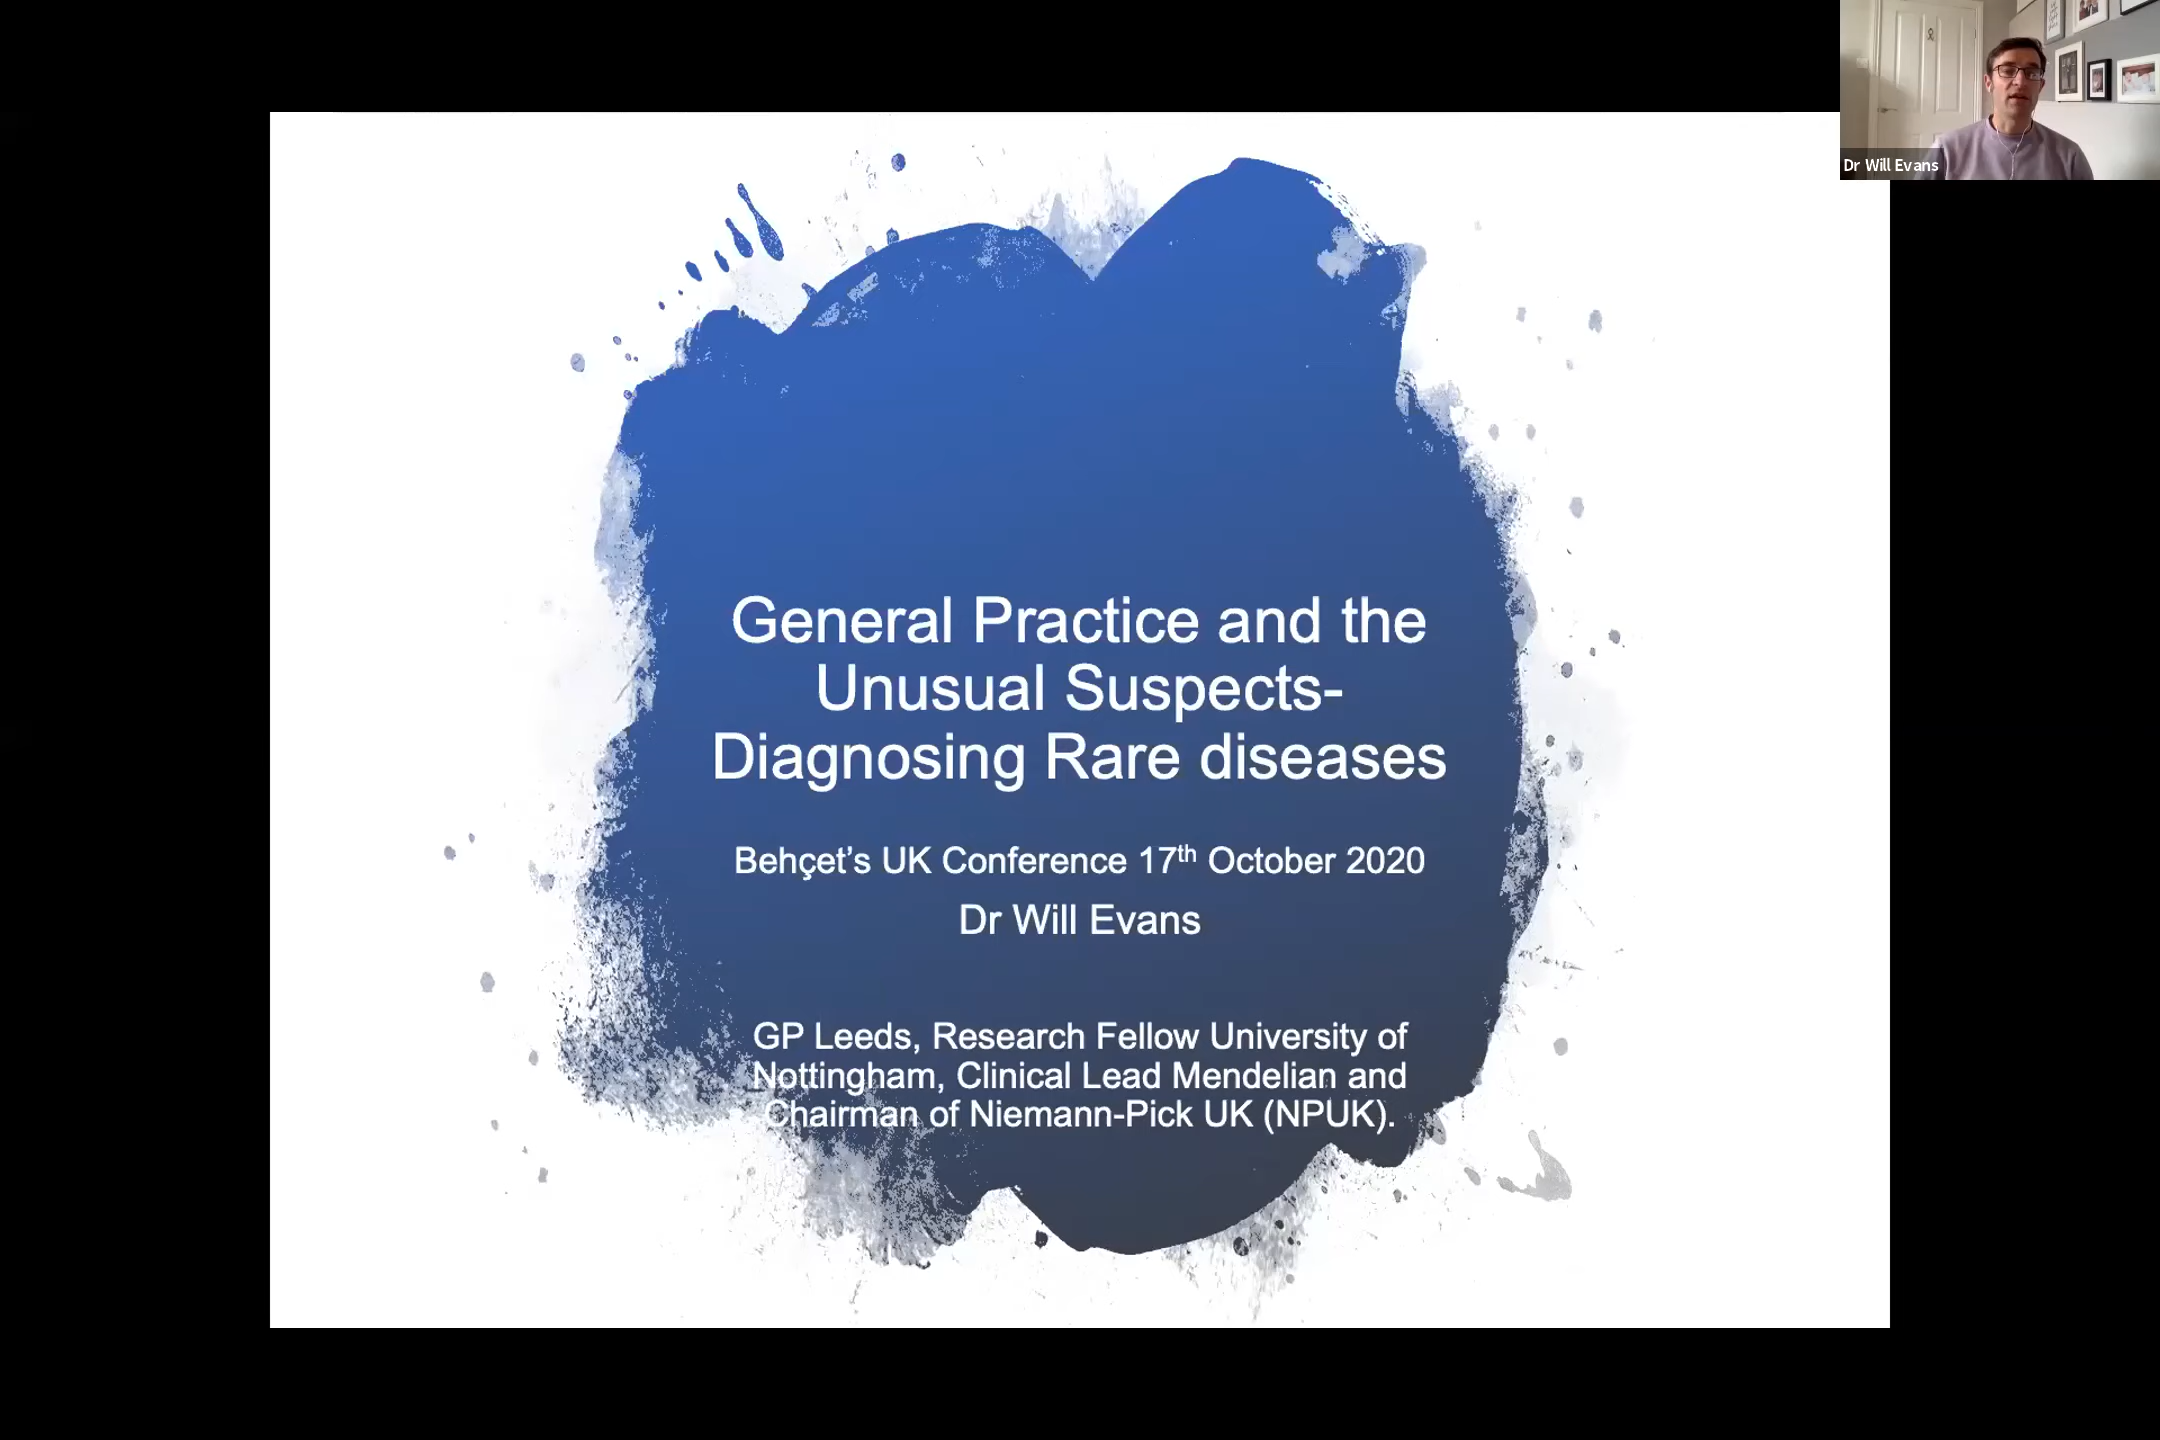 Dr Will Evans
General Practice and the
Unusual Suspects-
Diagnosing Rare diseases
Behçet’s UK Conference 17th October 2020
Dr Will Evans
GP Leeds, Research Fellow University of
Nottingham, Clinical Lead Mendelian and
Chairman of Niemann-Pick UK (NPUK).